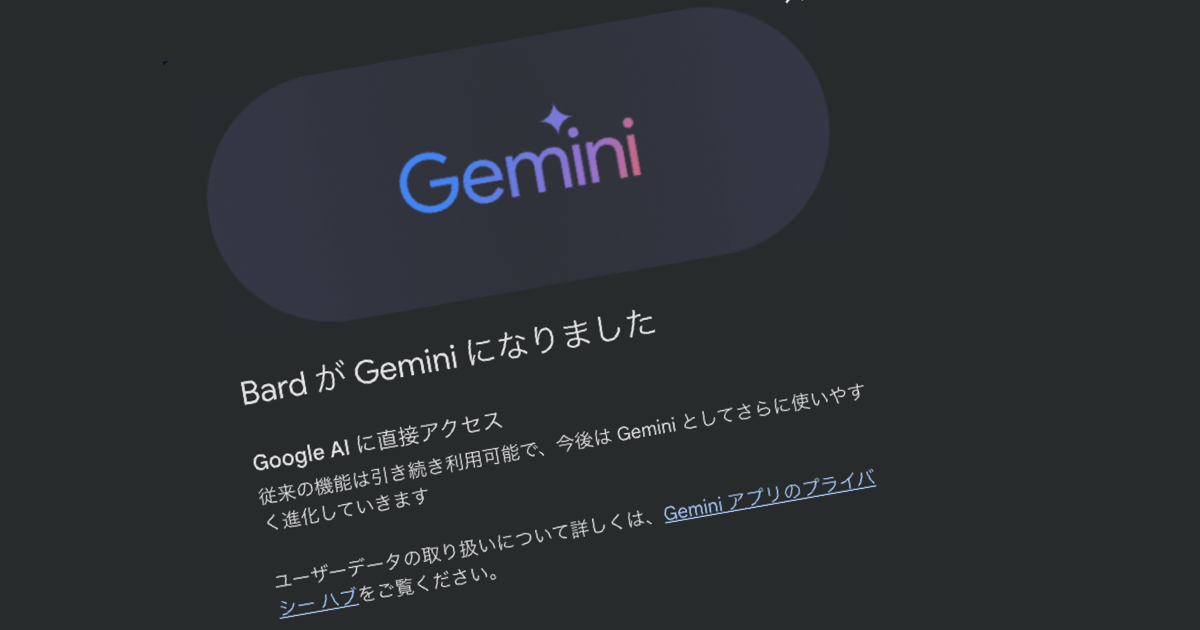 Gemini
Bard が Gemini になりました
Google AI に直接アクセス
従来の機能は引き続き利用可能で、今後は Gemini としてさらに使いやす
く進化していきます
ユーザーデータの取り扱いについて詳しくは、Gemini アプリのプライバ
シー ハブをご覧ください。